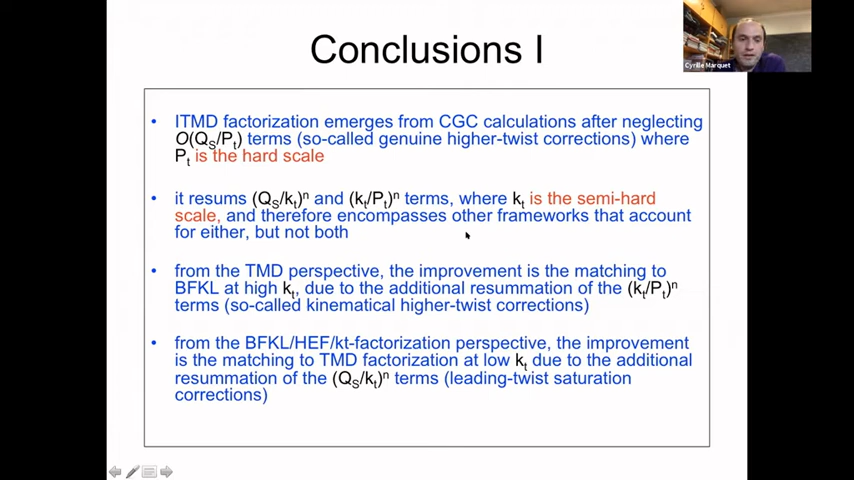 Conclusions I
Cyrille Marquet
• ITMD factorization emerges from CGC calculations after neglecting
O(QS/Pt) terms (so-called genuine higher-twist corrections) where
Pt is the hard scale
• it resums (QS/kt)n and (kt/Pt)n terms, where kt is the semi-hard
scale, and therefore encompasses other frameworks that account
for either, but not both
• from the TMD perspective, the improvement is the matching to
BFKL at high kt, due to the additional resummation of the (kt/Pt)n
terms (so-called kinematical higher-twist corrections)
• from the BFKL/HEF/kt-factorization perspective, the improvement
is the matching to TMD factorization at low kt due to the additional
resummation of the (QS/kt)n terms (leading-twist saturation
corrections)